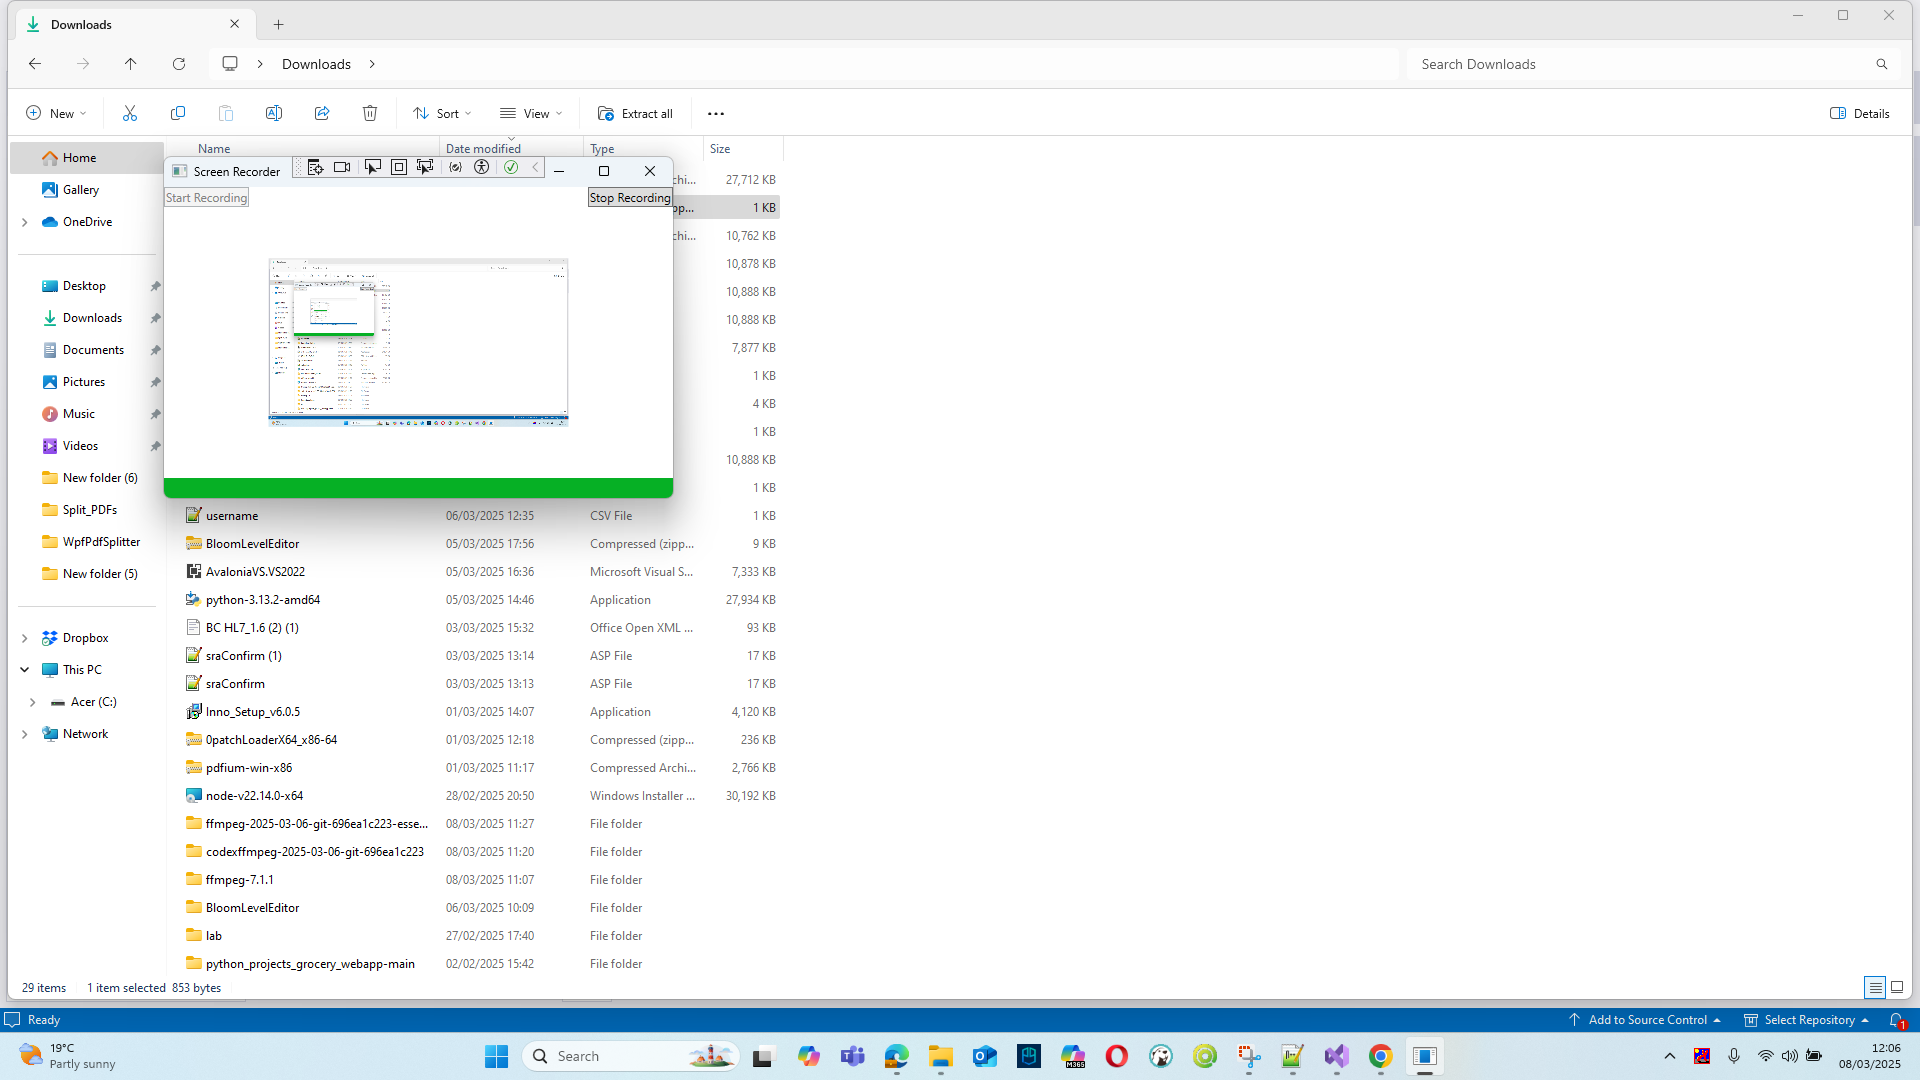 Downloads
Downloads
Search Downloads
New
Sort
View
Extract all
Details
Name Date modified Type Size
Home
Gallery
OneDrive
Desktop
Downloads
Documents
Pictures
Music
Videos
New folder (6)
Split_PDFs
WpfPdfSplitter
New folder (5)
Dropbox
This PC
Acer (C:)
Network
Screen Recorder
Start Recording Stop Recording
chi... 27,712 KB
pp... 1 KB
chi... 10,762 KB
10,878 KB
10,888 KB
10,888 KB
7,877 KB
1 KB
4 KB
1 KB
10,888 KB
1 KB
username 06/03/2025 12:35 CSV File 1 KB
BloomLevelEditor 05/03/2025 17:56 Compressed (zipp... 9 KB
AvaloniaVS.VS2022 05/03/2025 16:36 Microsoft Visual S... 7,333 KB
python-3.13.2-amd64 05/03/2025 14:46 Application 27,934 KB
BC HL7_1.6 (2) (1) 03/03/2025 15:32 Office Open XML ... 93 KB
sraConfirm (1) 03/03/2025 13:14 ASP File 17 KB
sraConfirm 03/03/2025 13:13 ASP File 17 KB
Inno_Setup_v6.0.5 01/03/2025 14:07 Application 4,120 KB
0patchLoaderX64_x86-64 01/03/2025 12:18 Compressed (zipp... 236 KB
pdfium-win-x86 01/03/2025 11:17 Compressed Archi... 2,766 KB
node-v22.14.0-x64 28/02/2025 20:50 Windows Installer ... 30,192 KB
ffmpeg-2025-03-06-git-696ea1c223-esse... 08/03/2025 11:27 File folder
codexffmpeg-2025-03-06-git-696ea1c223 08/03/2025 11:20 File folder
ffmpeg-7.1.1 08/03/2025 11:07 File folder
BloomLevelEditor 06/03/2025 10:09 File folder
lab 27/02/2025 17:40 File folder
python_projects_grocery_webapp-main 02/02/2025 15:42 File folder
29 items 1 item selected 853 bytes
Ready
Add to Source Control Select Repository 1
19°C
Partly sunny
Search
M365
12:06
08/03/2025